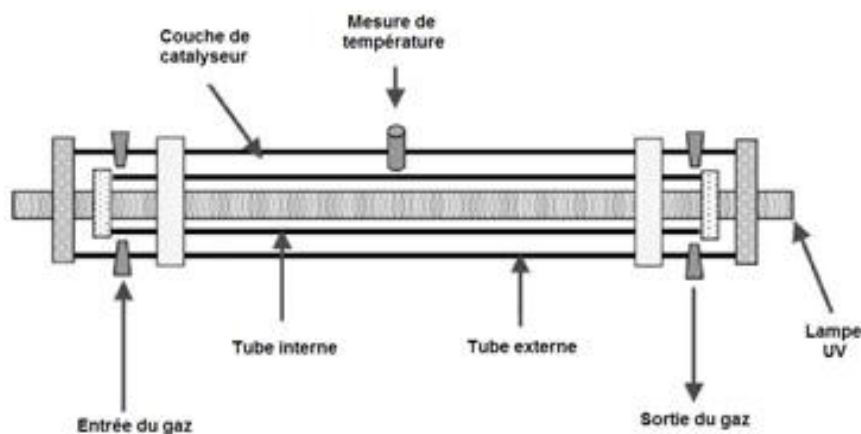 Mesure de
température
Couche de
catalyseur
Tube interne
Tube externe
Lampe
UV
Entrée du gaz
Sortie du gaz